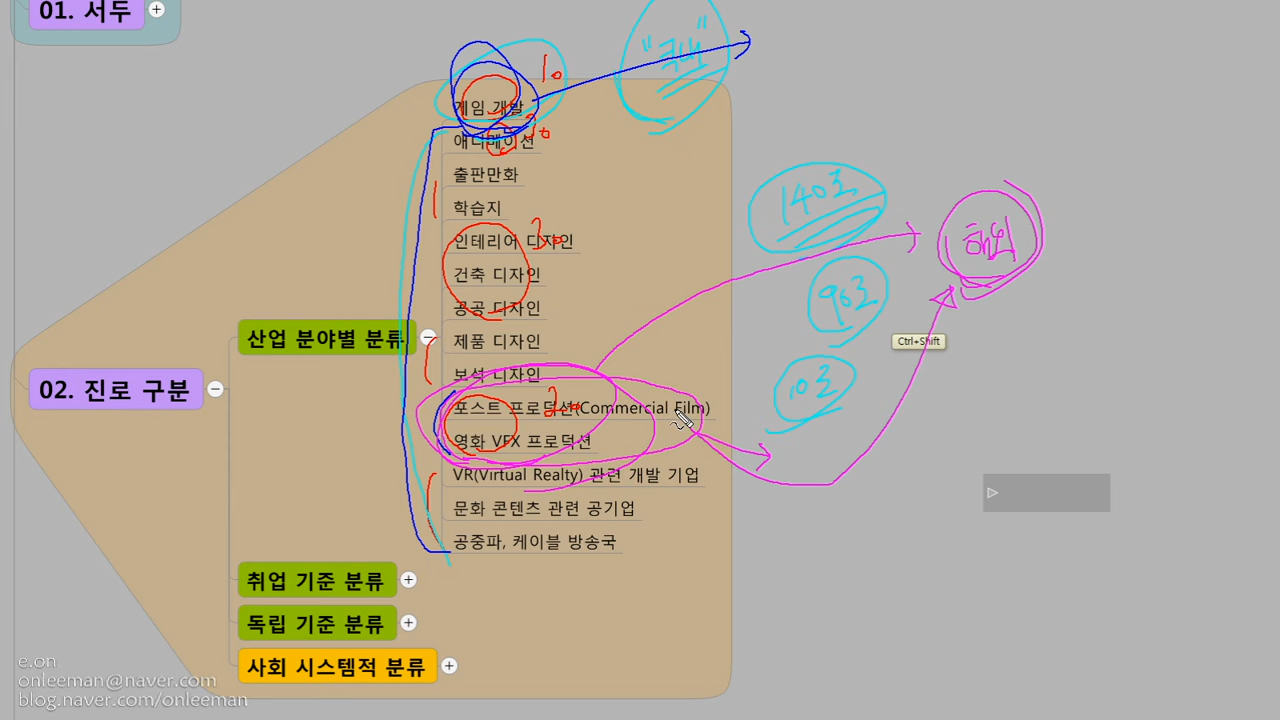 01. 서두
"국내"
10
게임 개발
애니메이션
출판만화
학습지
인테리어 디자인
30
건축 디자인
공공 디자인
산업 분야별 분류
제품 디자인
보석 디자인
02. 진로 구분
포스트 프로덕션(Commercial Film)
20
영화 VFX 프로덕션
VR(Virtual Realty) 관련 개발 기업
문화 콘텐츠 관련 공기업
공중파, 케이블 방송국
140조
90조
10조
해외
Ctrl+Shift
취업 기준 분류
독립 기준 분류
사회 시스템적 분류
e.on
onleeman@naver.com
blog.naver.com/onleeman